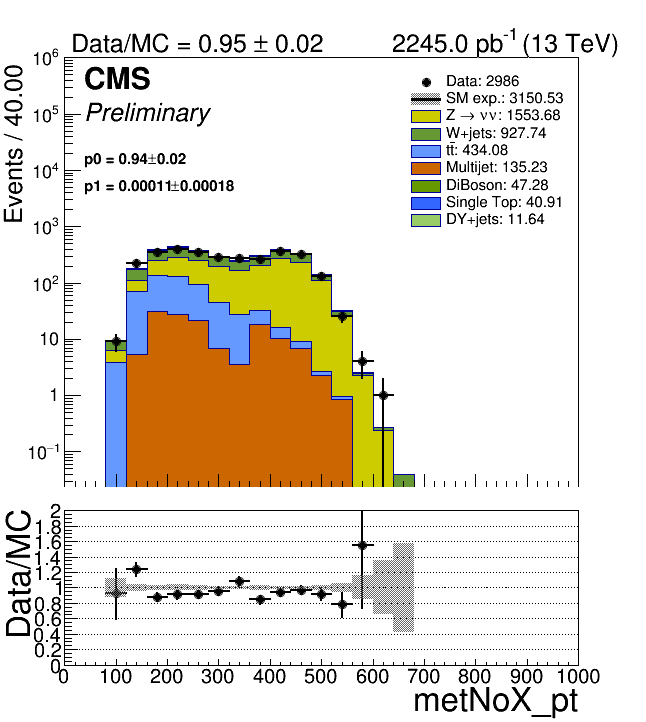 Data/MC = 0.95 ± 0.02 2245.0 pb⁻¹ (13 TeV)
Events / 40.00
10⁶
10⁵
10⁴
10³
10²
10
1
10⁻¹
CMS
Preliminary
p0 = 0.94±0.02
p1 = 0.00011±0.00018
Data: 2986
SM exp.: 3150.53
Z → νν: 1553.68
W+jets: 927.74
tt̄: 434.08
Multijet: 135.23
DiBoson: 47.28
Single Top: 40.91
DY+jets: 11.64
Data/MC
2
1.8
1.6
1.4
1.2
1
0.8
0.6
0.4
0.2
0
0 100 200 300 400 500 600 700 800 900 1000
metNoX_pt